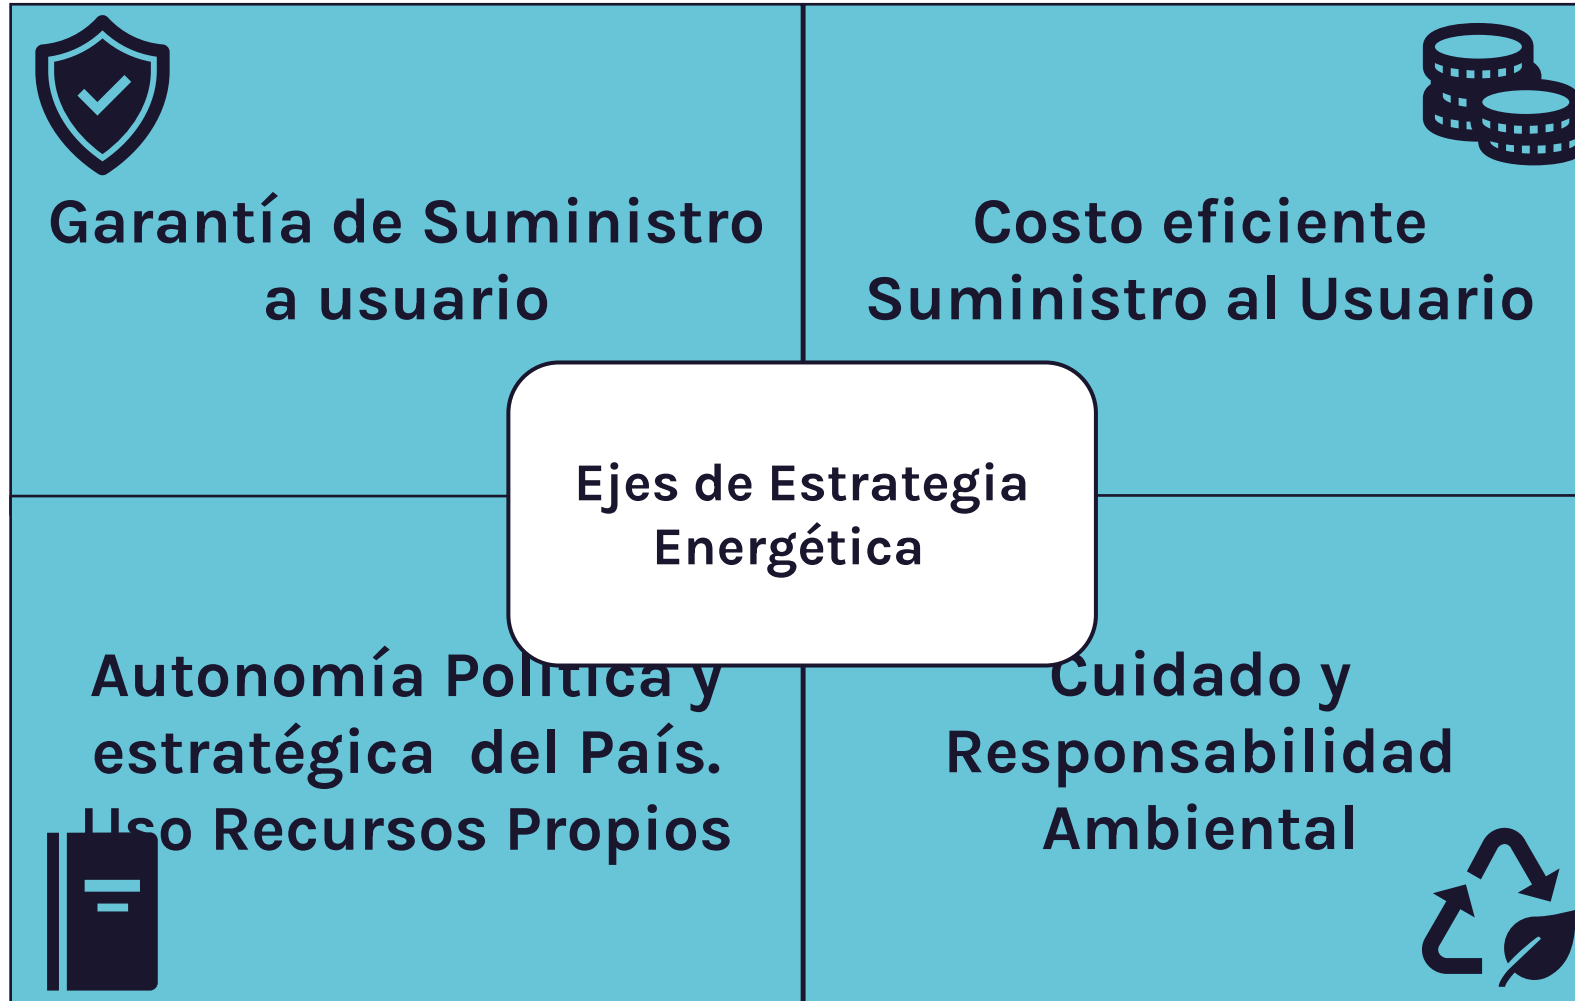 Garantía de Suministro
a usuario
Costo eficiente
Suministro al Usuario
Ejes de Estrategia
Energética
Autonomía Política y
estratégica  del País.
Uso Recursos Propios
Cuidado y
Responsabilidad
Ambiental